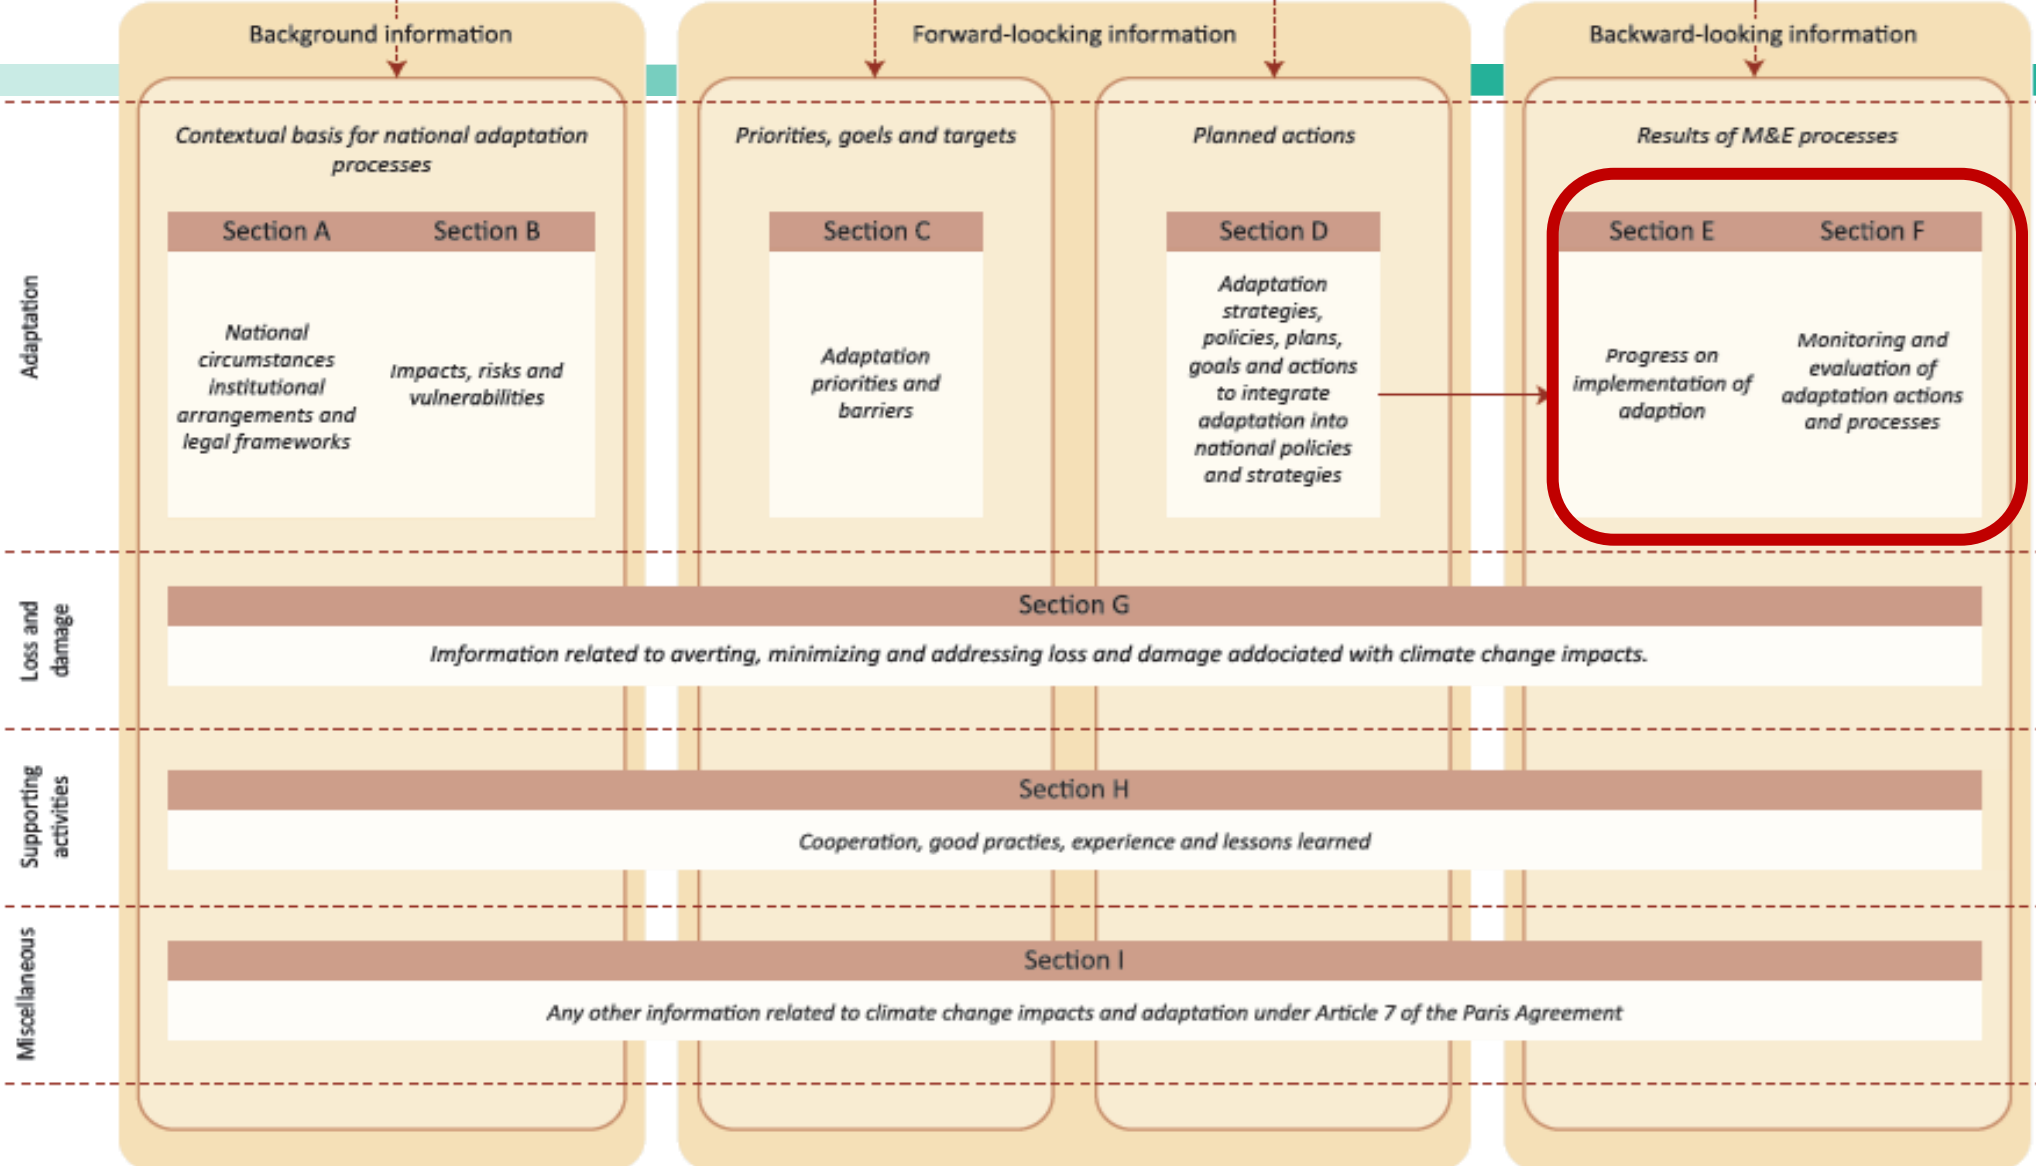 Background information
Forward-loocking information
Backward-looking information
Contextual basis for national adaptation
processes
Priorities, goels and targets
Planned actions
Results of M&E processes
Adaptation
Section A
Section B
Section C
Section D
Section E
Section F
National
circumstances
institutional
arrangements and
legal frameworks
Impacts, risks and
vulnerabilities
Adaptation
priorities and
barriers
Adaptation
strategies,
policies, plans,
goals and actions
to integrate
adaptation into
national policies
and strategies
Progress on
implementation of
adaption
Monitoring and
evaluation of
adaptation actions
and processes
Loss and
damage
Section G
Imformation related to averting, minimizing and addressing loss and damage addociated with climate change impacts.
Supporting
activities
Section H
Cooperation, good practies, experience and lessons learned
Miscellaneous
Section I
Any other information related to climate change impacts and adaptation under Article 7 of the Paris Agreement